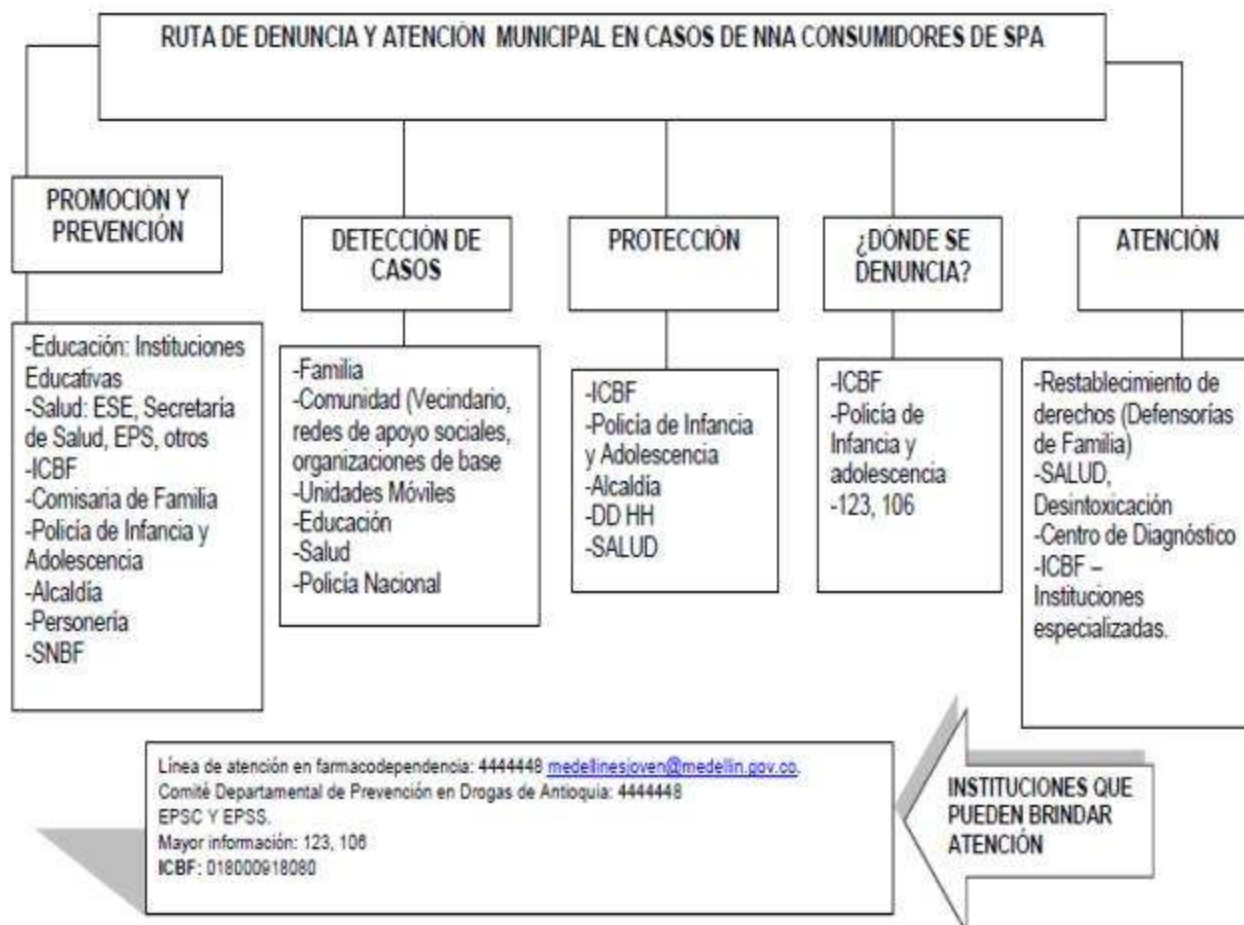 RUTA DE DENUNCIA Y ATENCIÓN MUNICIPAL EN CASOS DE NNA CONSUMIDORES DE SPA
PROMOCIÓN Y
PREVENCIÓN
-Educación: Instituciones
Educativas
-Salud: ESE, Secretaría
de Salud, EPS, otros
-ICBF
-Comisaria de Familia
-Policía de Infancia y
Adolescencia
-Alcaldía
-Personería
-SNBF
DETECCIÓN DE
CASOS
-Familia
-Comunidad (Vecindario,
redes de apoyo sociales,
organizaciones de base
-Unidades Móviles
-Educación
-Salud
-Policía Nacional
PROTECCIÓN
-ICBF
-Policía de Infancia
y Adolescencia
-Alcaldía
-DD HH
-SALUD
¿DÓNDE SE
DENUNCIA?
-ICBF
-Policía de
Infancia y
adolescencia
-123, 106
ATENCIÓN
-Restablecimiento de
derechos (Defensorías
de Familia)
-SALUD,
Desintoxicación
-Centro de Diagnóstico
-ICBF –
Instituciones
especializadas.
INSTITUCIONES QUE
PUEDEN BRINDAR
ATENCIÓN
Línea de atención en farmacodependencia: 4444448 medellinesjoven@medellin.gov.co.
Comité Departamental de Prevención en Drogas de Antioquia: 4444448
EPSC Y EPSS.
Mayor información: 123, 106
ICBF: 018000918080